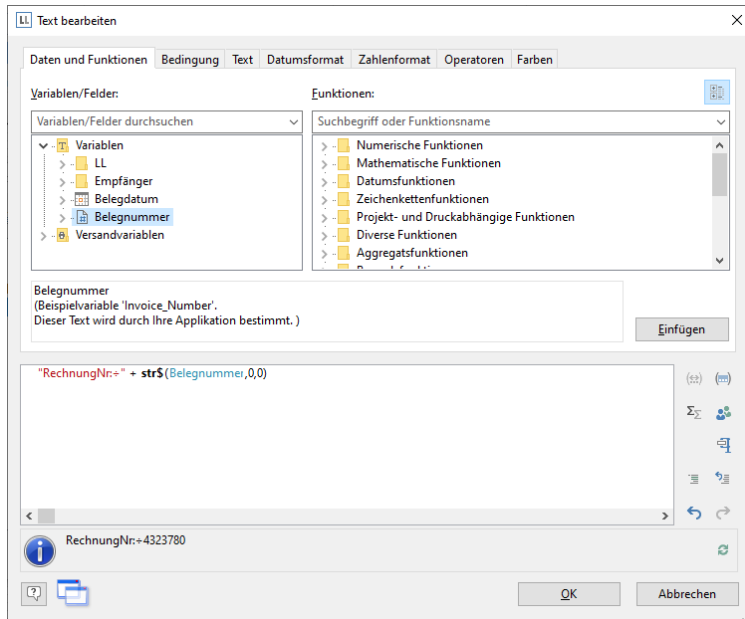 LL Text bearbeiten
Daten und Funktionen Bedingung Text Datumsformat Zahlenformat Operatoren Farben
Variablen/Felder: Funktionen:
Variablen/Felder durchsuchen Suchbegriff oder Funktionsname
Variablen Numerische Funktionen
LL Mathematische Funktionen
Empfänger Datumsfunktionen
Belegdatum Zeichenkettenfunktionen
Belegnummer Projekt- und Druckabhängige Funktionen
Versandvariablen Diverse Funktionen
Aggregatsfunktionen
Belegnummer
(Beispielvariable 'Invoice_Number'.
Dieser Text wird durch Ihre Applikation bestimmt. )
Einfügen
"RechnungNr:÷" + str$(Belegnummer,0,0)
RechnungNr:÷4323780
OK Abbrechen